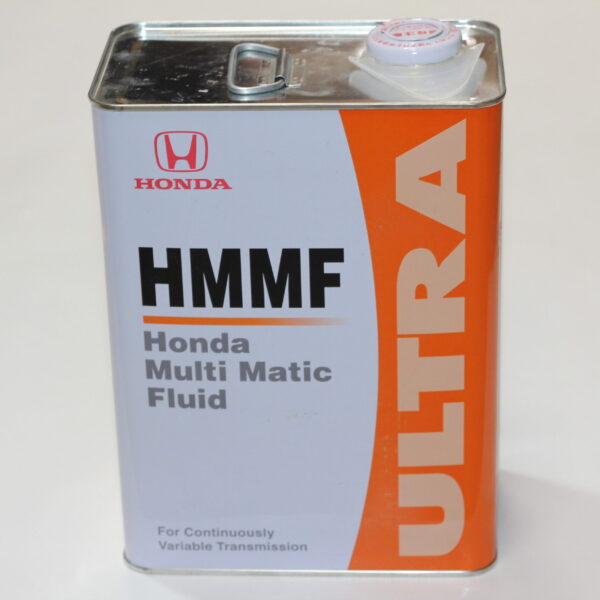 HONDA
HMMF
Honda
Multi Matic
Fluid
For Continuously
Variable Transmission
ULTRA